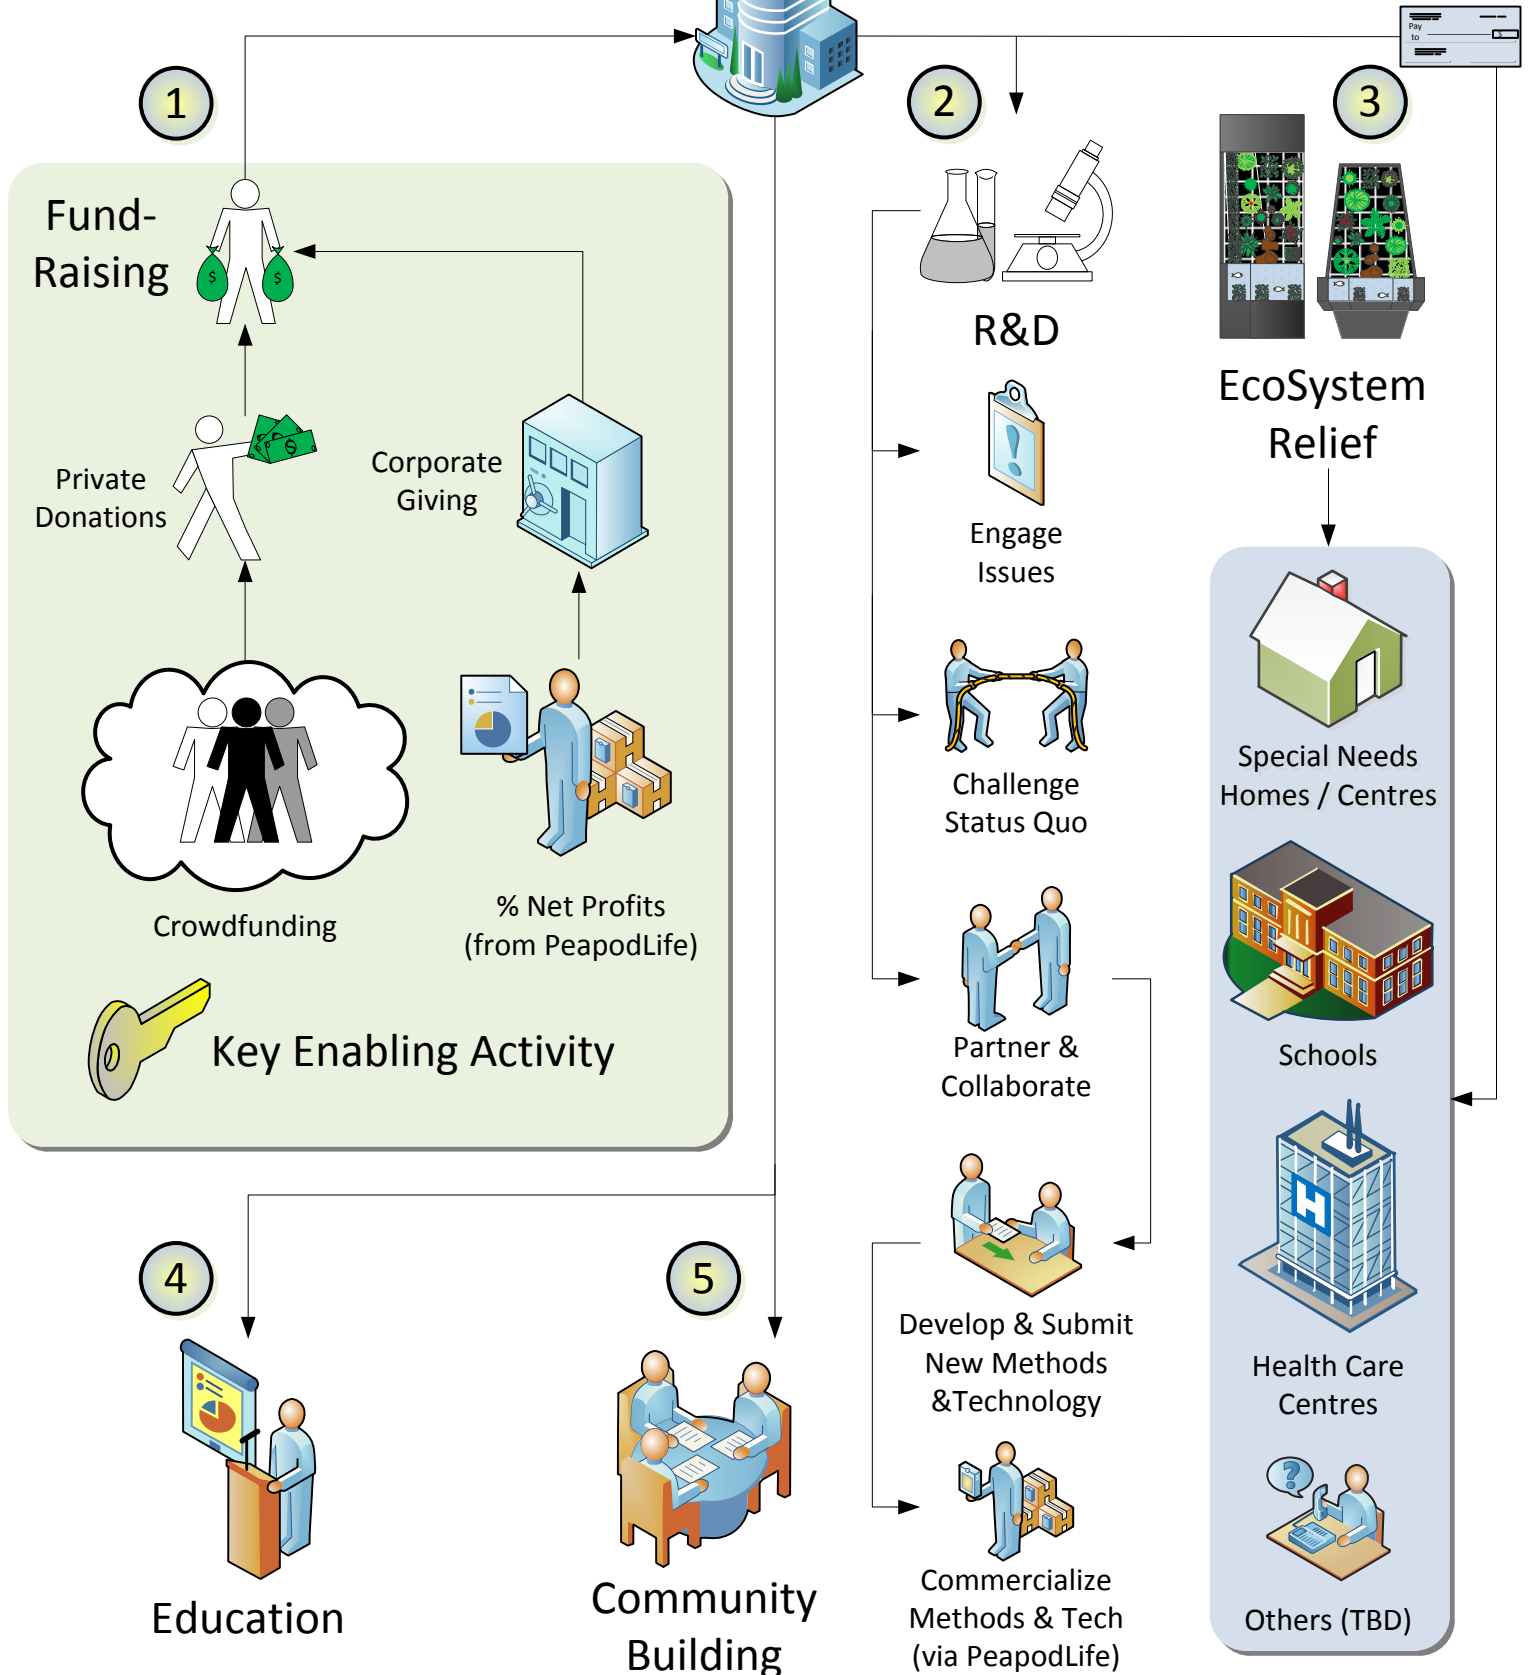 Pay
to
$
1
2
3
Fund-
Raising
$
$
Private
Donations
$
Corporate
Giving
Crowdfunding
% Net Profits
(from PeapodLife)
Key Enabling Activity
R&D
Engage
Issues
Challenge
Status Quo
Partner &
Collaborate
Develop & Submit
New Methods
&Technology
Commercialize
Methods & Tech
(via PeapodLife)
EcoSystem
Relief
Special Needs
Homes / Centres
Schools
H
Health Care
Centres
?
Others (TBD)
4
Education
5
Community
Building